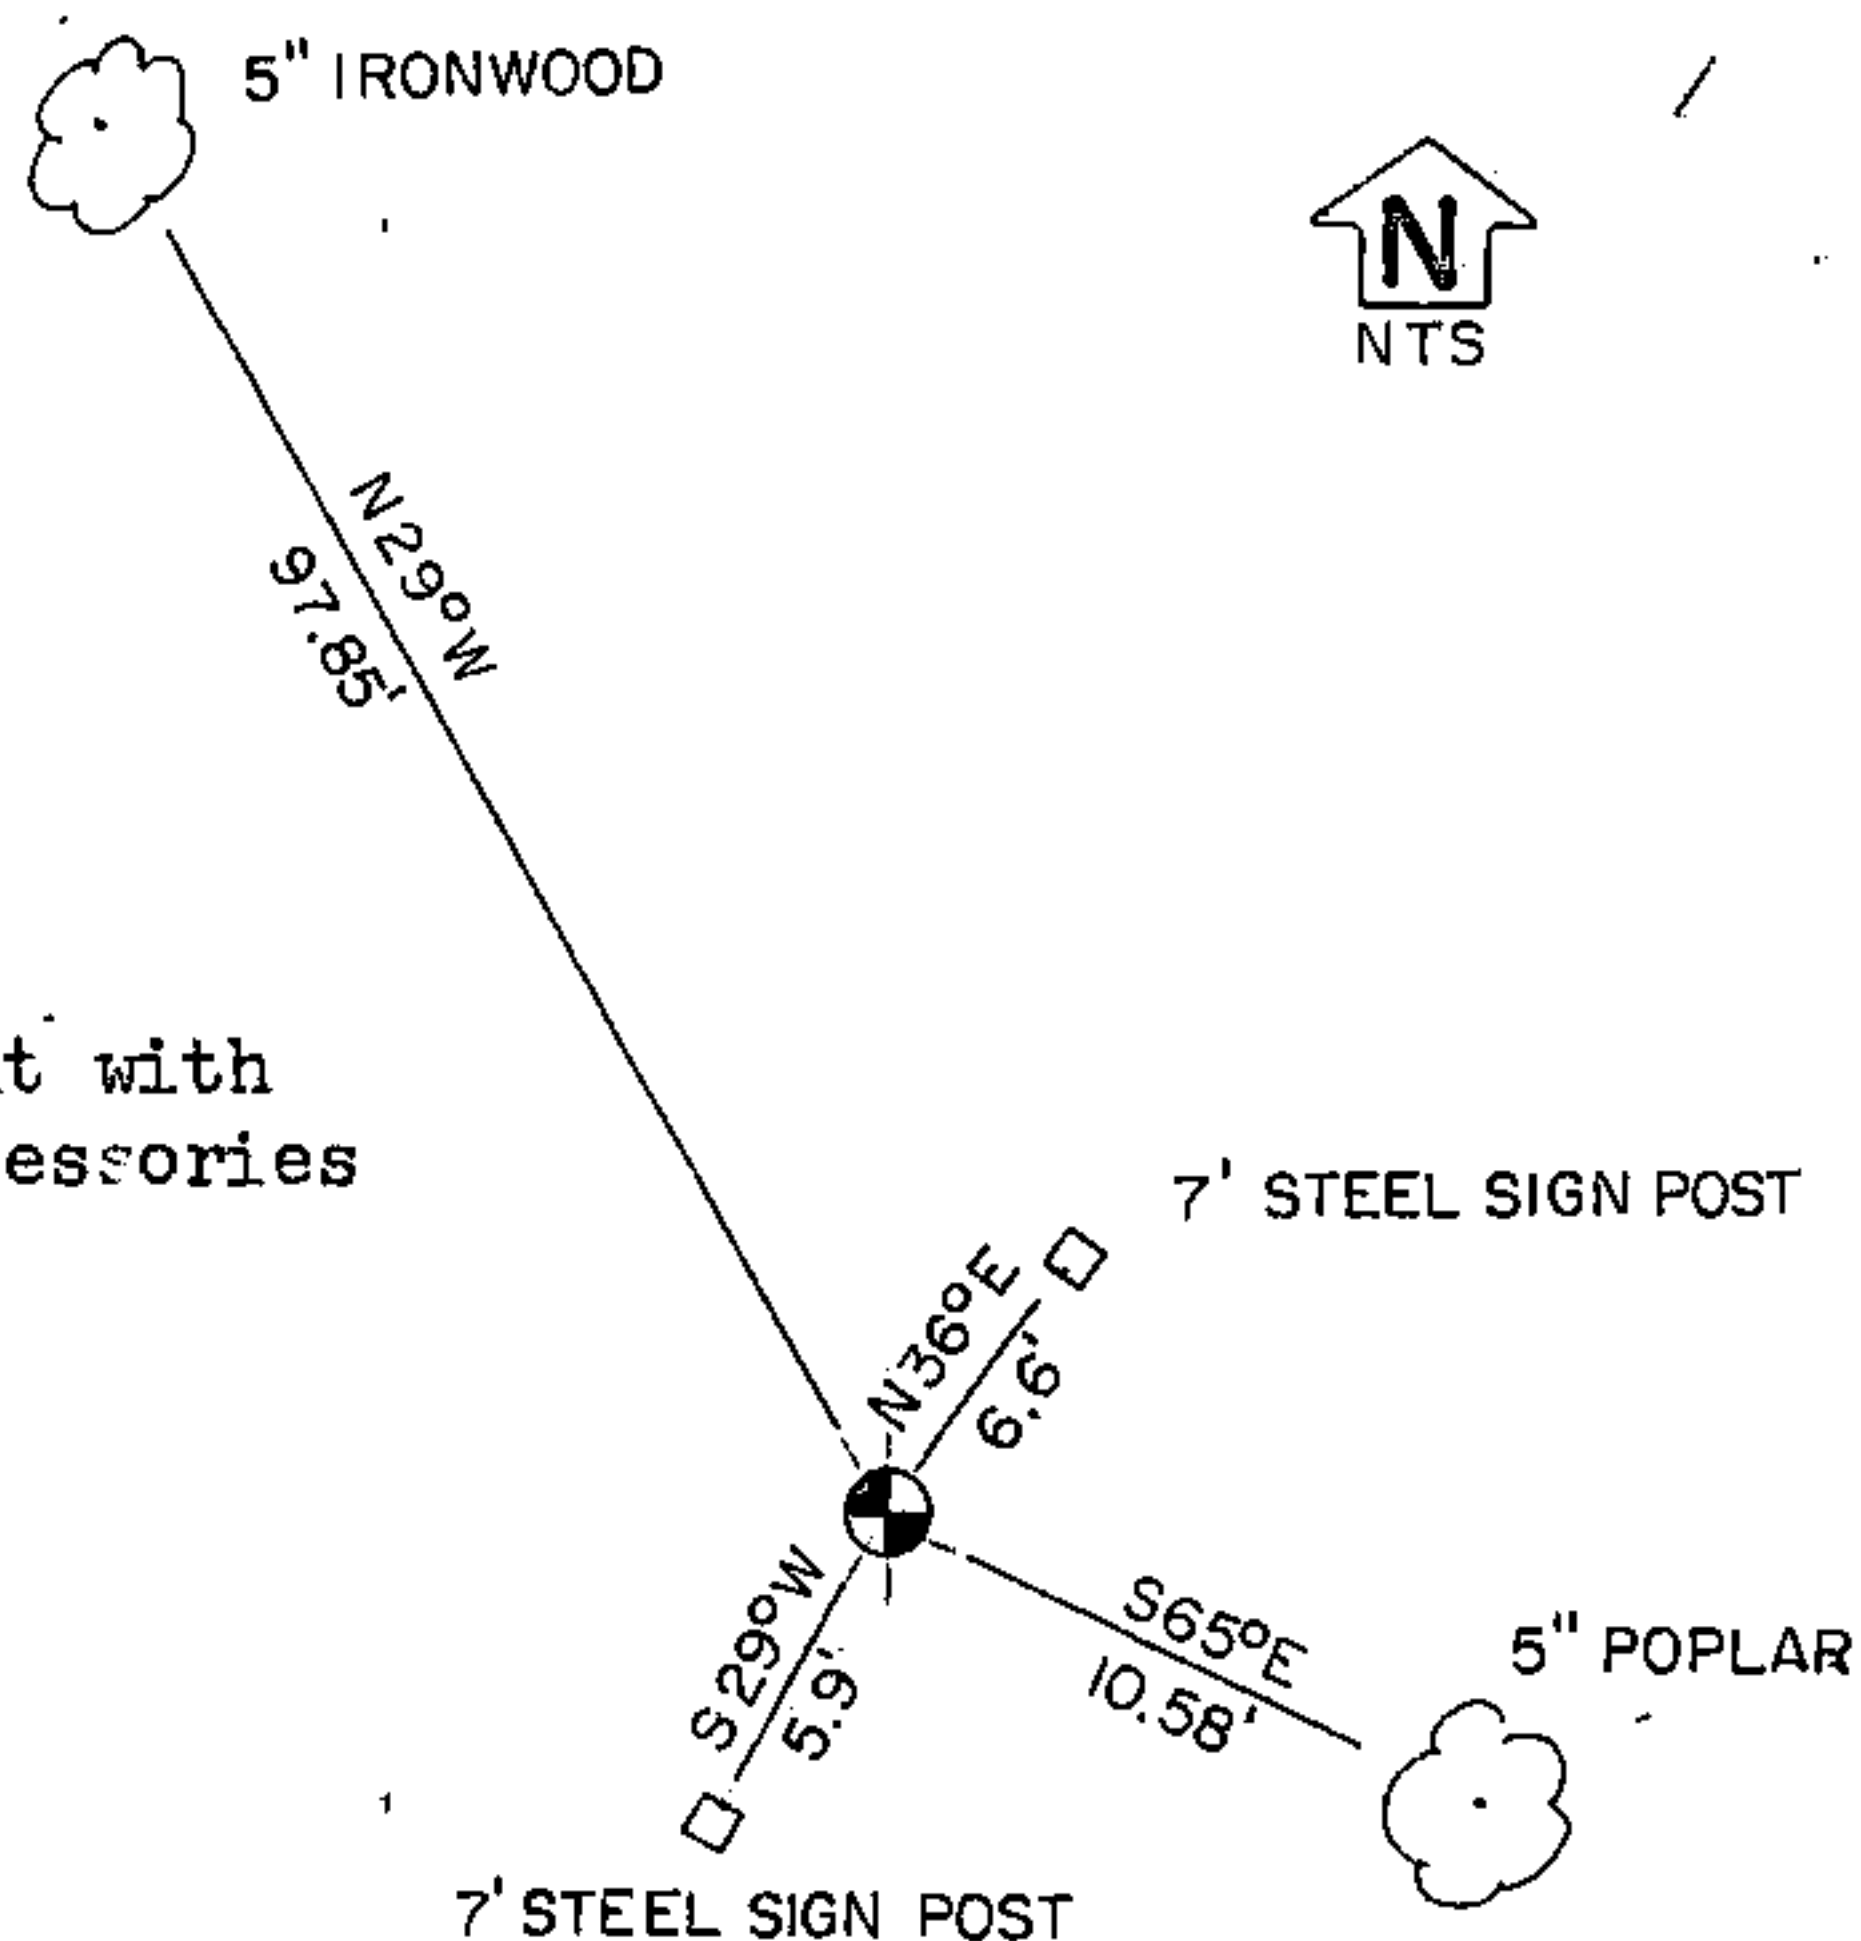 5" IRONWOOD
N
NTS
N29°W
97.85'
with
7' STEEL SIGN POST
N36°E
6.6'
S29°W
5.9'
S65°E
10.58'
5" POPLAR
7' STEEL SIGN POST